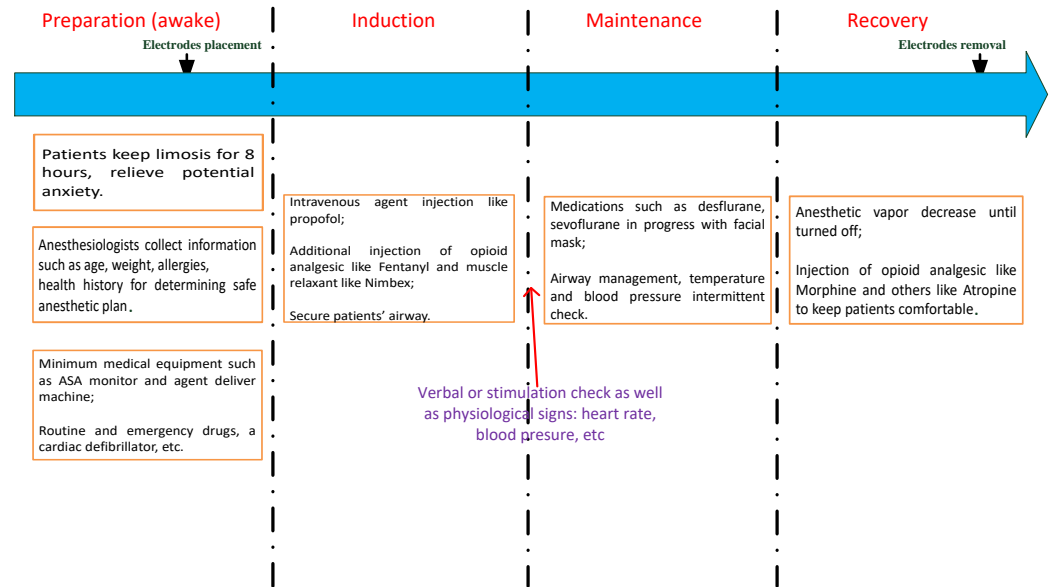 Preparation (awake)
Induction
Maintenance
Recovery
Electrodes placement
Electrodes removal
Patients keep limosis for 8
hours, relieve potential
anxiety.
Anesthesiologists collect information
such as age, weight, allergies,
health history for determining safe
anesthetic plan.
Minimum medical equipment such
as ASA monitor and agent deliver
machine;
Routine and emergency drugs, a
cardiac defibrillator, etc.
Intravenous agent injection like
propofol;
Additional injection of opioid
analgesic like Fentanyl and muscle
relaxant like Nimbex;
Secure patients' airway.
Verbal or stimulation check as well
as physiological signs: heart rate,
blood presure, etc
Medications such as desflurane,
sevoflurane in progress with facial
mask;
Airway management, temperature
and blood pressure intermittent
check.
Anesthetic vapor decrease until
turned off;
Injection of opioid analgesic like
Morphine and others like Atropine
to keep patients comfortable.